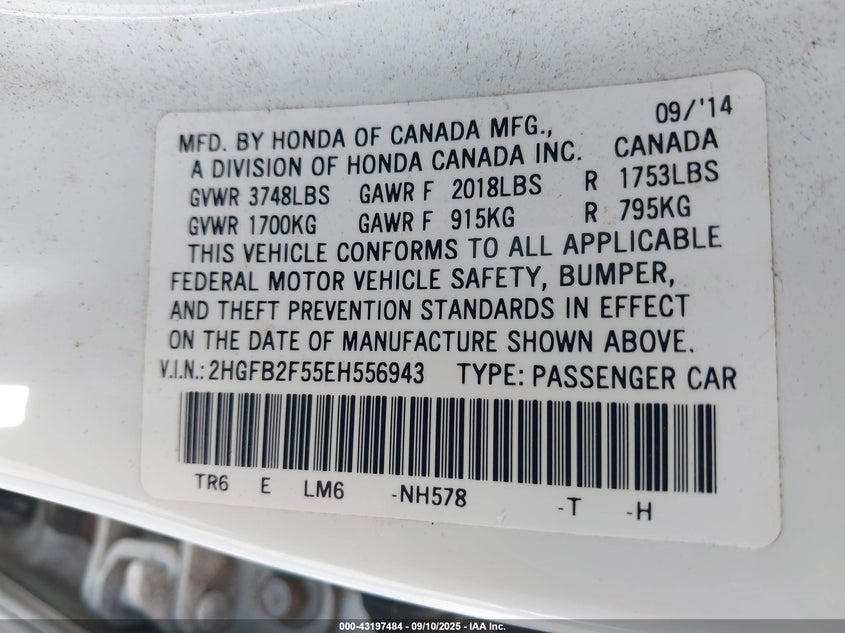 09/'14
MFD. BY HONDA OF CANADA MFG.,
A DIVISION OF HONDA CANADA INC. CANADA
GVWR 3748LBS GAWR F 2018LBS R 1753LBS
GVWR 1700KG GAWR F 915KG R 795KG
THIS VEHICLE CONFORMS TO ALL APPLICABLE
FEDERAL MOTOR VEHICLE SAFETY, BUMPER,
AND THEFT PREVENTION STANDARDS IN EFFECT
ON THE DATE OF MANUFACTURE SHOWN ABOVE.
V.I.N.: 2HGFB2F55EH556943 TYPE: PASSENGER CAR
TR6 E LM6 -NH578 -T -H
000-43197484 - 09/10/2025 - IAA Inc.